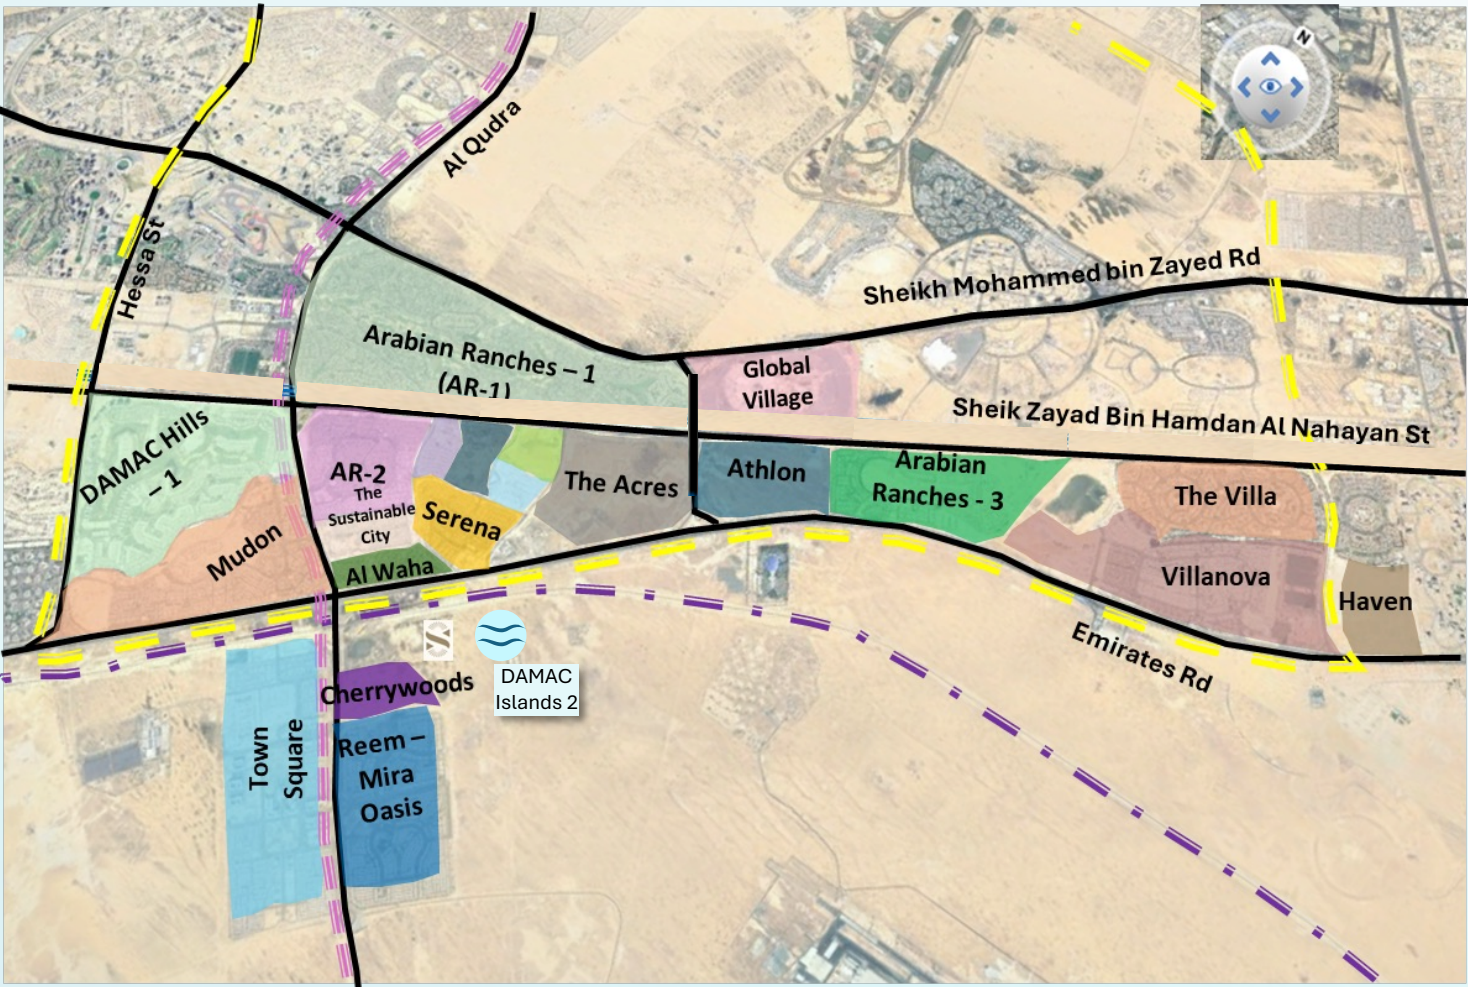 N
Al Qudra
Hessa St
Sheikh Mohammed bin Zayed Rd
Arabian Ranches – 1
(AR-1)
Global
Village
Sheik Zayad Bin Hamdan Al Nahayan St
DAMAC Hills
– 1
AR-2
The
Sustainable
City
Serena
The Acres
Athlon
Arabian
Ranches - 3
The Villa
Mudon
Al Waha
Villanova
Haven
S
DAMAC
Islands 2
Emirates Rd
Cherrywoods
Town
Square
Reem –
Mira
Oasis